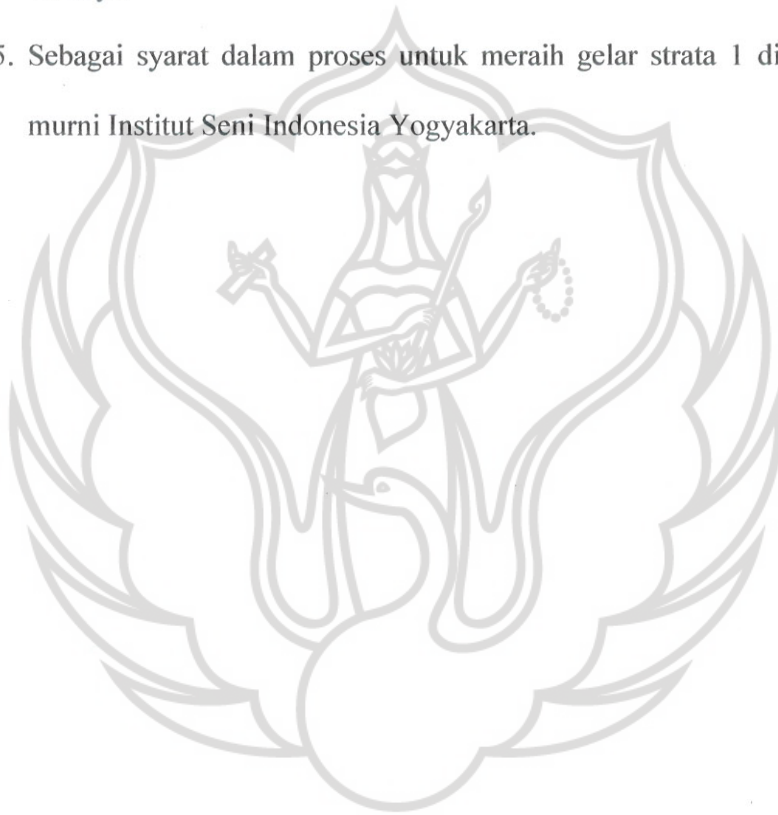 5. Sebagai syarat dalam proses untuk meraih gelar strata 1 di
murni Institut Seni Indonesia Yogyakarta.